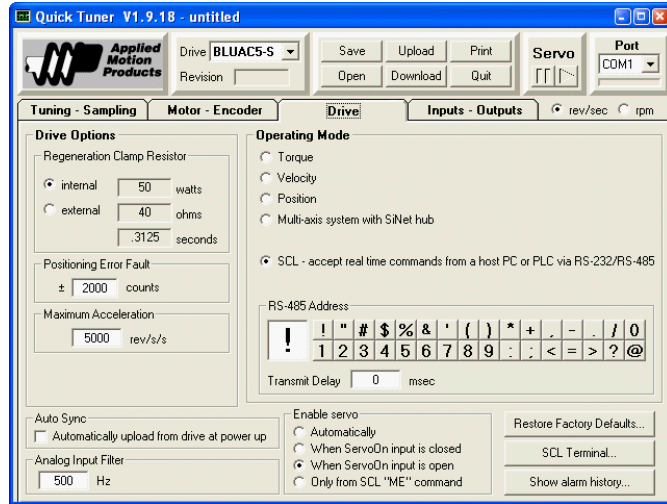 Quick Tuner V1.9.18 - untitled
Applied Motion Products
Drive BLUAC5-S
Revision
Save Upload Print
Open Download Quit
Servo
Port
COM1
Tuning - Sampling Motor - Encoder Drive Inputs - Outputs rev/sec rpm
Drive Options
Regeneration Clamp Resistor
internal 50 watts
external 40 ohms
.3125 seconds
Positioning Error Fault
± 2000 counts
Maximum Acceleration
5000 rev/s/s
Operating Mode
Torque
Velocity
Position
Multi-axis system with SiNet hub
SCL - accept real time commands from a host PC or PLC via RS-232/RS-485
RS-485 Address
!
! " # $ % & ' ( ) * + , - . / 0
1 2 3 4 5 6 7 8 9 : ; < = > ? @
Transmit Delay 0 msec
Auto Sync
Automatically upload from drive at power up
Analog Input Filter
500 Hz
Enable servo
Automatically
When ServoOn input is closed
When ServoOn input is open
Only from SCL "ME" command
Restore Factory Defaults...
SCL Terminal...
Show alarm history...